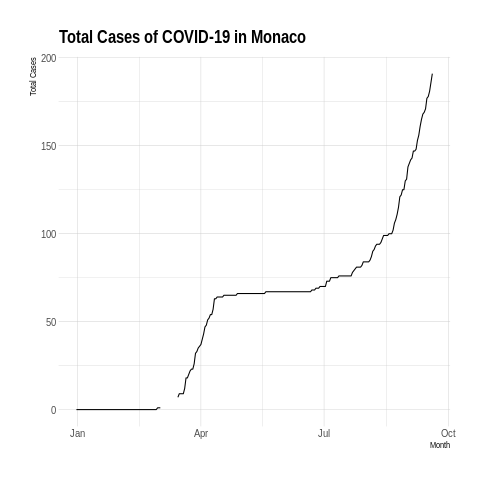 Total Cases of COVID-19 in Monaco
Total Cases
200
150
100
50
0
Jan Apr Jul Oct
Month